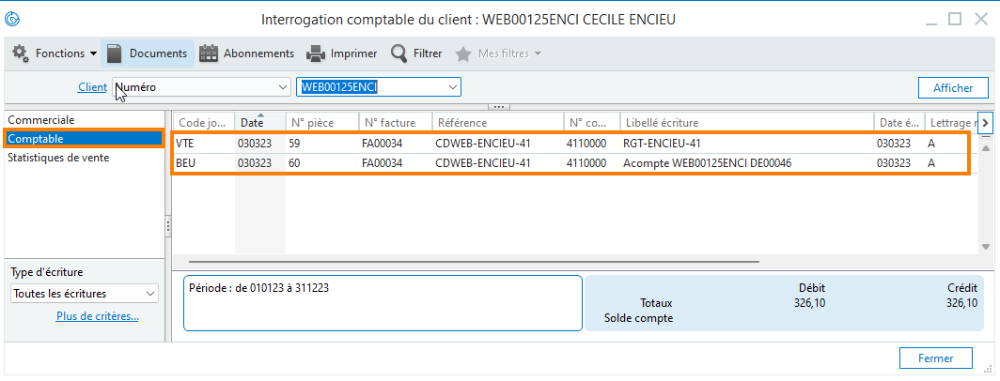 Interrogation comptable du client : WEB00125ENCI CECILE ENCIEU
Fonctions Documents Abonnements Imprimer Filtrer Mes filtres
Client Numéro WEB00125ENCI Afficher
Commerciale
Comptable
Statistiques de vente
Code jo... Date N° pièce N° facture Référence N° co... Libellé écriture Date é... Lettrage
VTE 030323 59 FA00034 CDWEB-ENCIEU-41 4110000 RGT-ENCIEU-41 030323 A
BEU 030323 60 FA00034 CDWEB-ENCIEU-41 4110000 Acompte WEB00125ENCI DE00046 030323 A
Type d'écriture
Toutes les écritures
Plus de critères...
Période : de 010123 à 311223
Débit Crédit
Totaux 326,10 326,10
Solde compte
Fermer